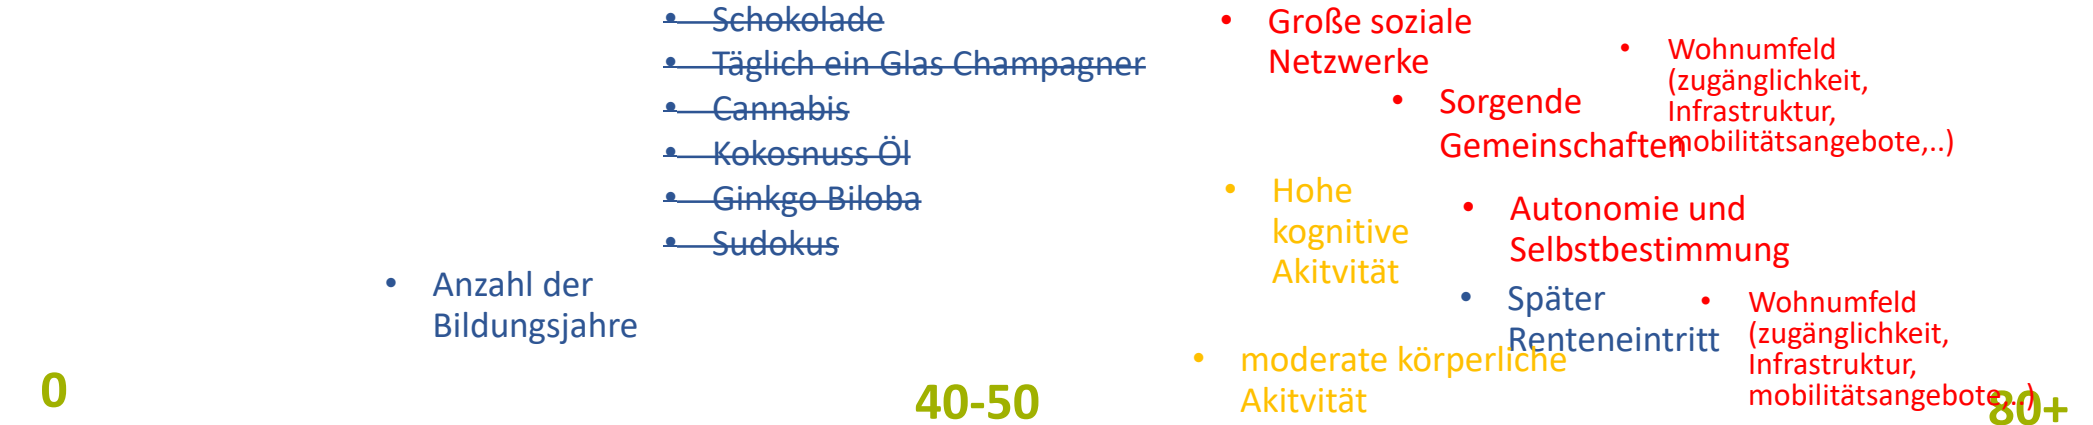 • Schokolade
• Täglich ein Glas Champagner
• Cannabis
• Kokosnuss Öl
• Ginkgo Biloba
• Sudokus
• Anzahl der
Bildungsjahre
• Große soziale
Netzwerke
• Wohnumfeld
(zugänglichkeit,
Infrastruktur,
mobilitätsangebote,..)
• Sorgende
Gemeinschaften
• Hohe
kognitive
Akitvität
• Autonomie und
Selbstbestimmung
• Später
Renteneintritt
• Wohnumfeld
(zugänglichkeit,
Infrastruktur,
mobilitätsangebote,..)
• moderate körperliche
Akitvität
0
40-50
80+